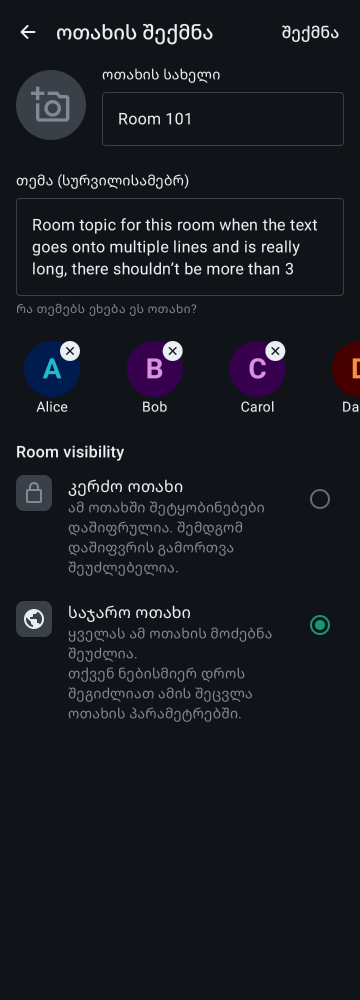 ოთახის შექმნა
შექმნა
ოთახის სახელი
Room 101
თემა (სურვილისამებრ)
Room topic for this room when the text
goes onto multiple lines and is really
long, there shouldn’t be more than 3
რა თემებს ეხება ეს ოთახი?
A
B
C
Alice
Bob
Carol
Da
Room visibility
კერძო ოთახი
ამ ოთახში შეტყობინებები
დაშიფრულია. შემდგომ
დაშიფვრის გამორთვა
შეუძლებელია.
საჯარო ოთახი
ყველას ამ ოთახის მოძებნა
შეუძლია.
თქვენ ნებისმიერ დროს
შეგიძლიათ ამის შეცვლა
ოთახის პარამეტრებში.